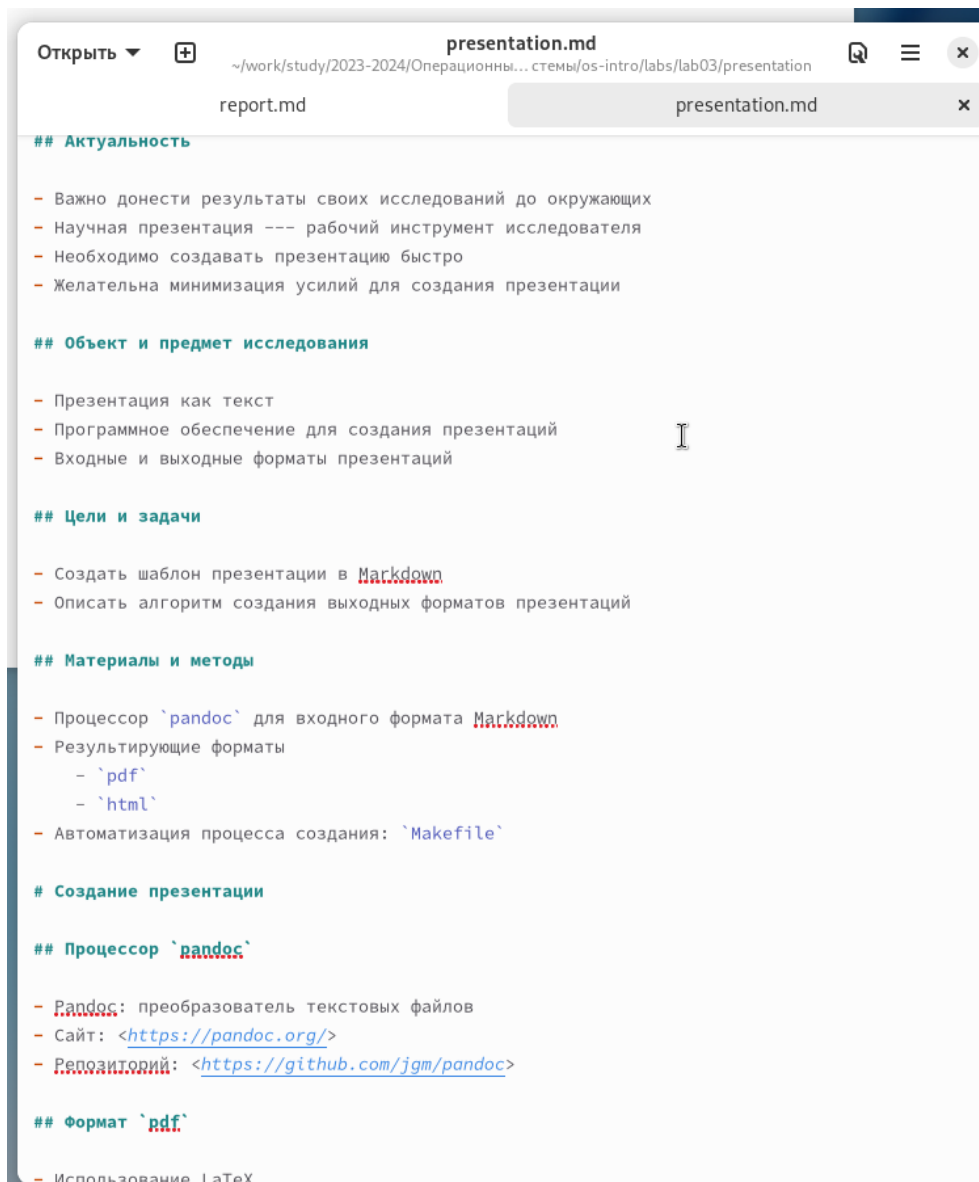 Открыть
presentation.md
~/work/study/2023-2024/Операционны… стемы/os-intro/labs/lab03/presentation
report.md
presentation.md
## Актуальность
- Важно донести результаты своих исследований до окружающих
- Научная презентация --- рабочий инструмент исследователя
- Необходимо создавать презентацию быстро
- Желательна минимизация усилий для создания презентации
## Объект и предмет исследования
- Презентация как текст
- Программное обеспечение для создания презентаций
- Входные и выходные форматы презентаций
## Цели и задачи
- Создать шаблон презентации в Markdown
- Описать алгоритм создания выходных форматов презентаций
## Материалы и методы
- Процессор `pandoc` для входного формата Markdown
- Результирующие форматы
- `pdf`
- `html`
- Автоматизация процесса создания: `Makefile`
# Создание презентации
## Процессор `pandoc`
- Pandoc: преобразователь текстовых файлов
- Сайт: <https://pandoc.org/>
- Репозиторий: <https://github.com/jgm/pandoc>
## Формат `pdf`
- Использование LaTeX